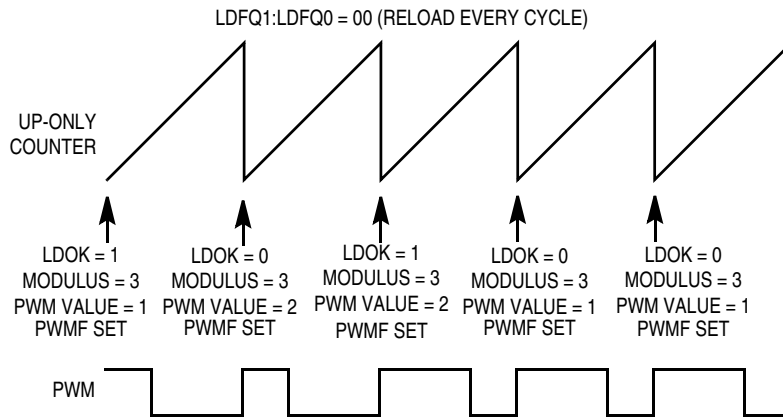 LDFQ1:LDFQ0 = 00 (RELOAD EVERY CYCLE)
UP-ONLY
COUNTER
LDOK = 1
MODULUS = 3
PWM VALUE = 1
PWMF SET
LDOK = 0
MODULUS = 3
PWM VALUE = 2
PWMF SET
LDOK = 1
MODULUS = 3
PWM VALUE = 2
PWMF SET
LDOK = 0
MODULUS = 3
PWM VALUE = 1
PWMF SET
LDOK = 0
MODULUS = 3
PWM VALUE = 1
PWMF SET
PWM